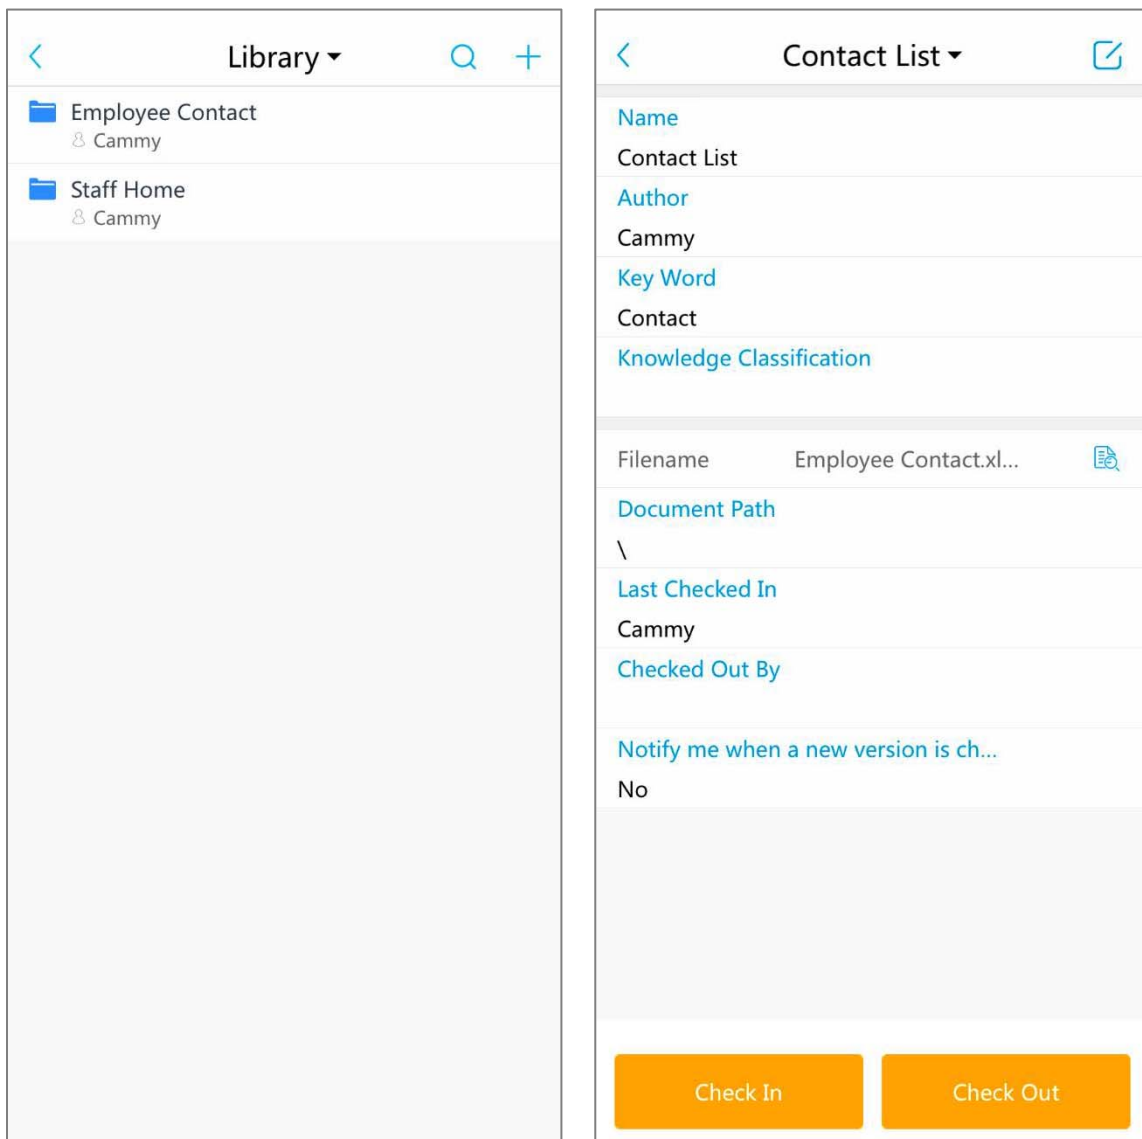 Library
Employee Contact
Cammy
Staff Home
Cammy
Contact List
Name
Contact List
Author
Cammy
Key Word
Contact
Knowledge Classification
Filename Employee Contact.xl...
Document Path
\
Last Checked In
Cammy
Checked Out By
Notify me when a new version is ch...
No
Check In Check Out